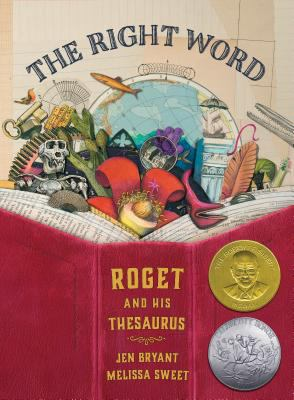 THE RIGHT WORD
ROGET
AND HIS
THESAURUS
JEN BRYANT
MELISSA SWEET